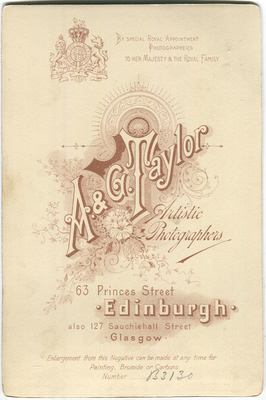 By Special Royal Appointment
Photographers
to Her Majesty & the Royal Family
A. & G. Taylor
Artistic
Photographers
63 Princes Street
· Edinburgh ·
also 127 Sauchiehall Street
· Glasgow ·
Enlargement from this Negative can be made at any time for
Painting, Bromide or Carbons
Number B3130